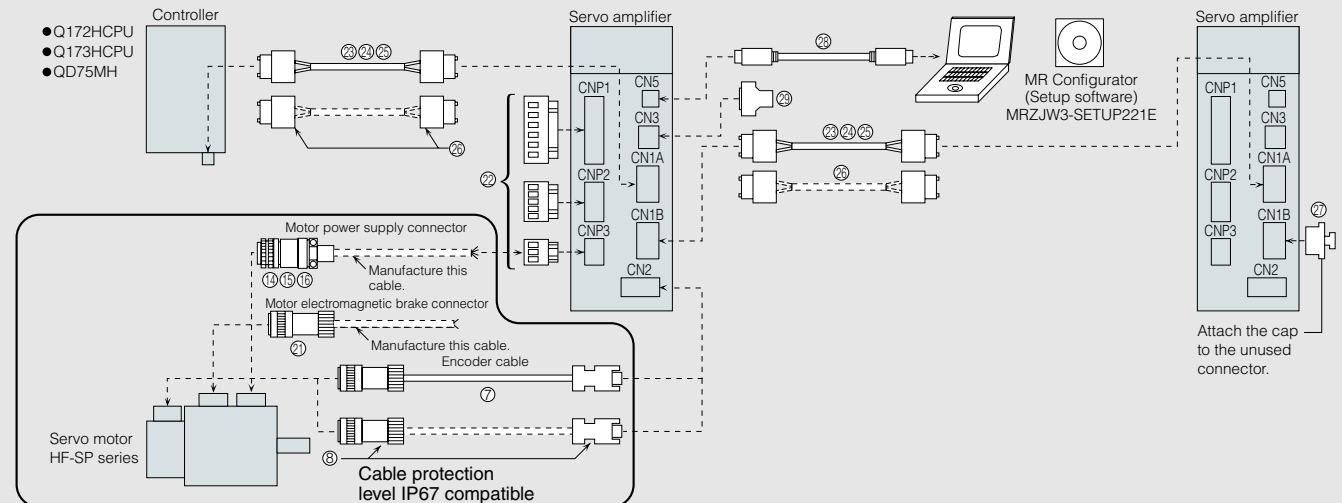 Controller
●Q172HCPU
●Q173HCPU
●QD75MH
㉓㉔㉕
㉖
㉒
Servo amplifier
CNP1
CN5
CN3
CN1A
CNP2
CN1B
CNP3
CN2
㉘
㉙
MR Configurator
(Setup software)
MRZJW3-SETUP221E
㉓㉔㉕
㉖
Servo amplifier
CNP1
CN5
CN3
CN1A
CNP2
CN1B
CNP3
CN2
㉗
Attach the cap
to the unused
connector.
Motor power supply connector
Manufacture this
cable.
⑭⑮⑯
Motor electromagnetic brake connector
㉑
Manufacture this cable.
Encoder cable
⑦
Servo motor
HF-SP series
⑧
Cable protection
level IP67 compatible